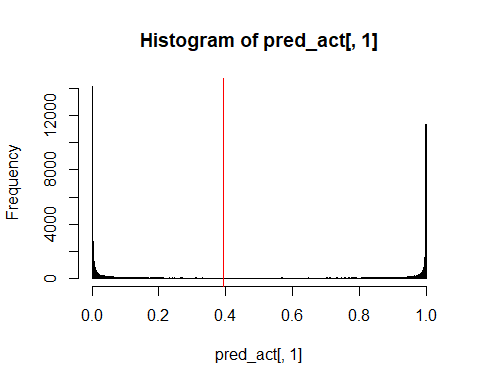 Histogram of pred_act[, 1]
Frequency
12000
8000
4000
0
0.0 0.2 0.4 0.6 0.8 1.0
pred_act[, 1]